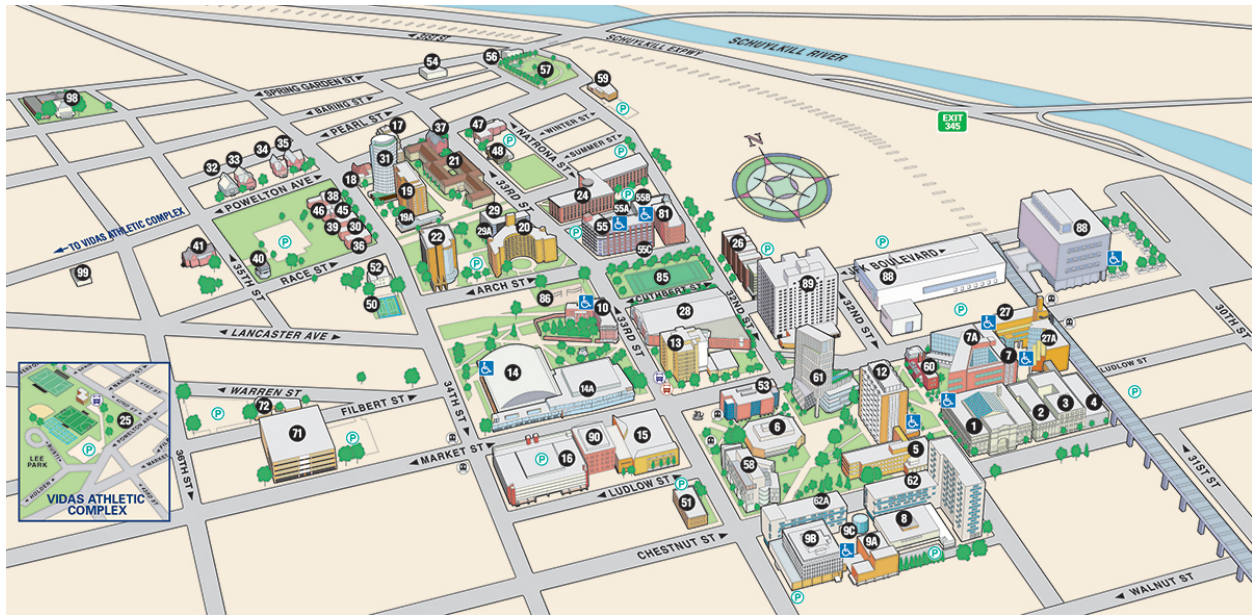 31ST ST
SCHUYLKILL EXPWY
SCHUYLKILL RIVER
54
56
57
59
P
98
SPRING GARDEN ST
BARING ST
PEARL ST
17
37
47
NATRONA ST
WINTER ST
SUMMER ST
P
P
EXIT
345
N
32
33
34
35
31
21
48
33RD ST
18
19
19A
POWELTON AVE
38
46
45
39
30
36
P
24
P
55A
55B
55
81
55C
P
29
29A
20
22
P
TO VIDAS ATHLETIC COMPLEX
41
99
40
35TH ST
RACE ST
52
50
ARCH ST
85
26
P
89
32ND ST
P
JFK BOULEVARD
88
88
86
10
CUTHBERT ST
33RD ST
28
32ND ST
13
P
30TH ST
LANCASTER AVE
14
14A
53
61
12
60
7A
7
27
27A
LUDLOW ST
P
WARREN ST
72
P
FILBERT ST
71
P
34TH ST
MARKET ST
36TH ST
90
15
16
P
6
5
1
2
3
4
LUDLOW ST
51
P
58
62
62A
8
9B
9C
9A
P
P
CHESTNUT ST
31ST ST
WALNUT ST
25
LEE
PARK
HOLDEN
POWELTON AVE
P
VIDAS ATHLETIC
COMPLEX